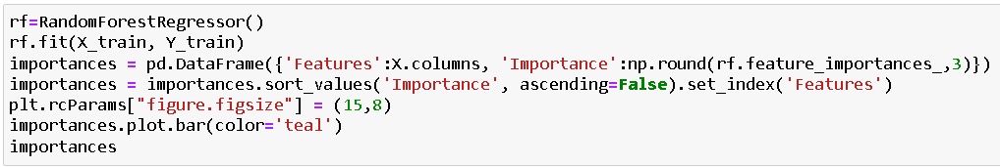 rf=RandomForestRegressor()
rf.fit(X_train, Y_train)
importances = pd.DataFrame({'Features':X.columns, 'Importance':np.round(rf.feature_importances_,3)})
importances = importances.sort_values('Importance', ascending=False).set_index('Features')
plt.rcParams["figure.figsize"] = (15,8)
importances.plot.bar(color='teal')
importances